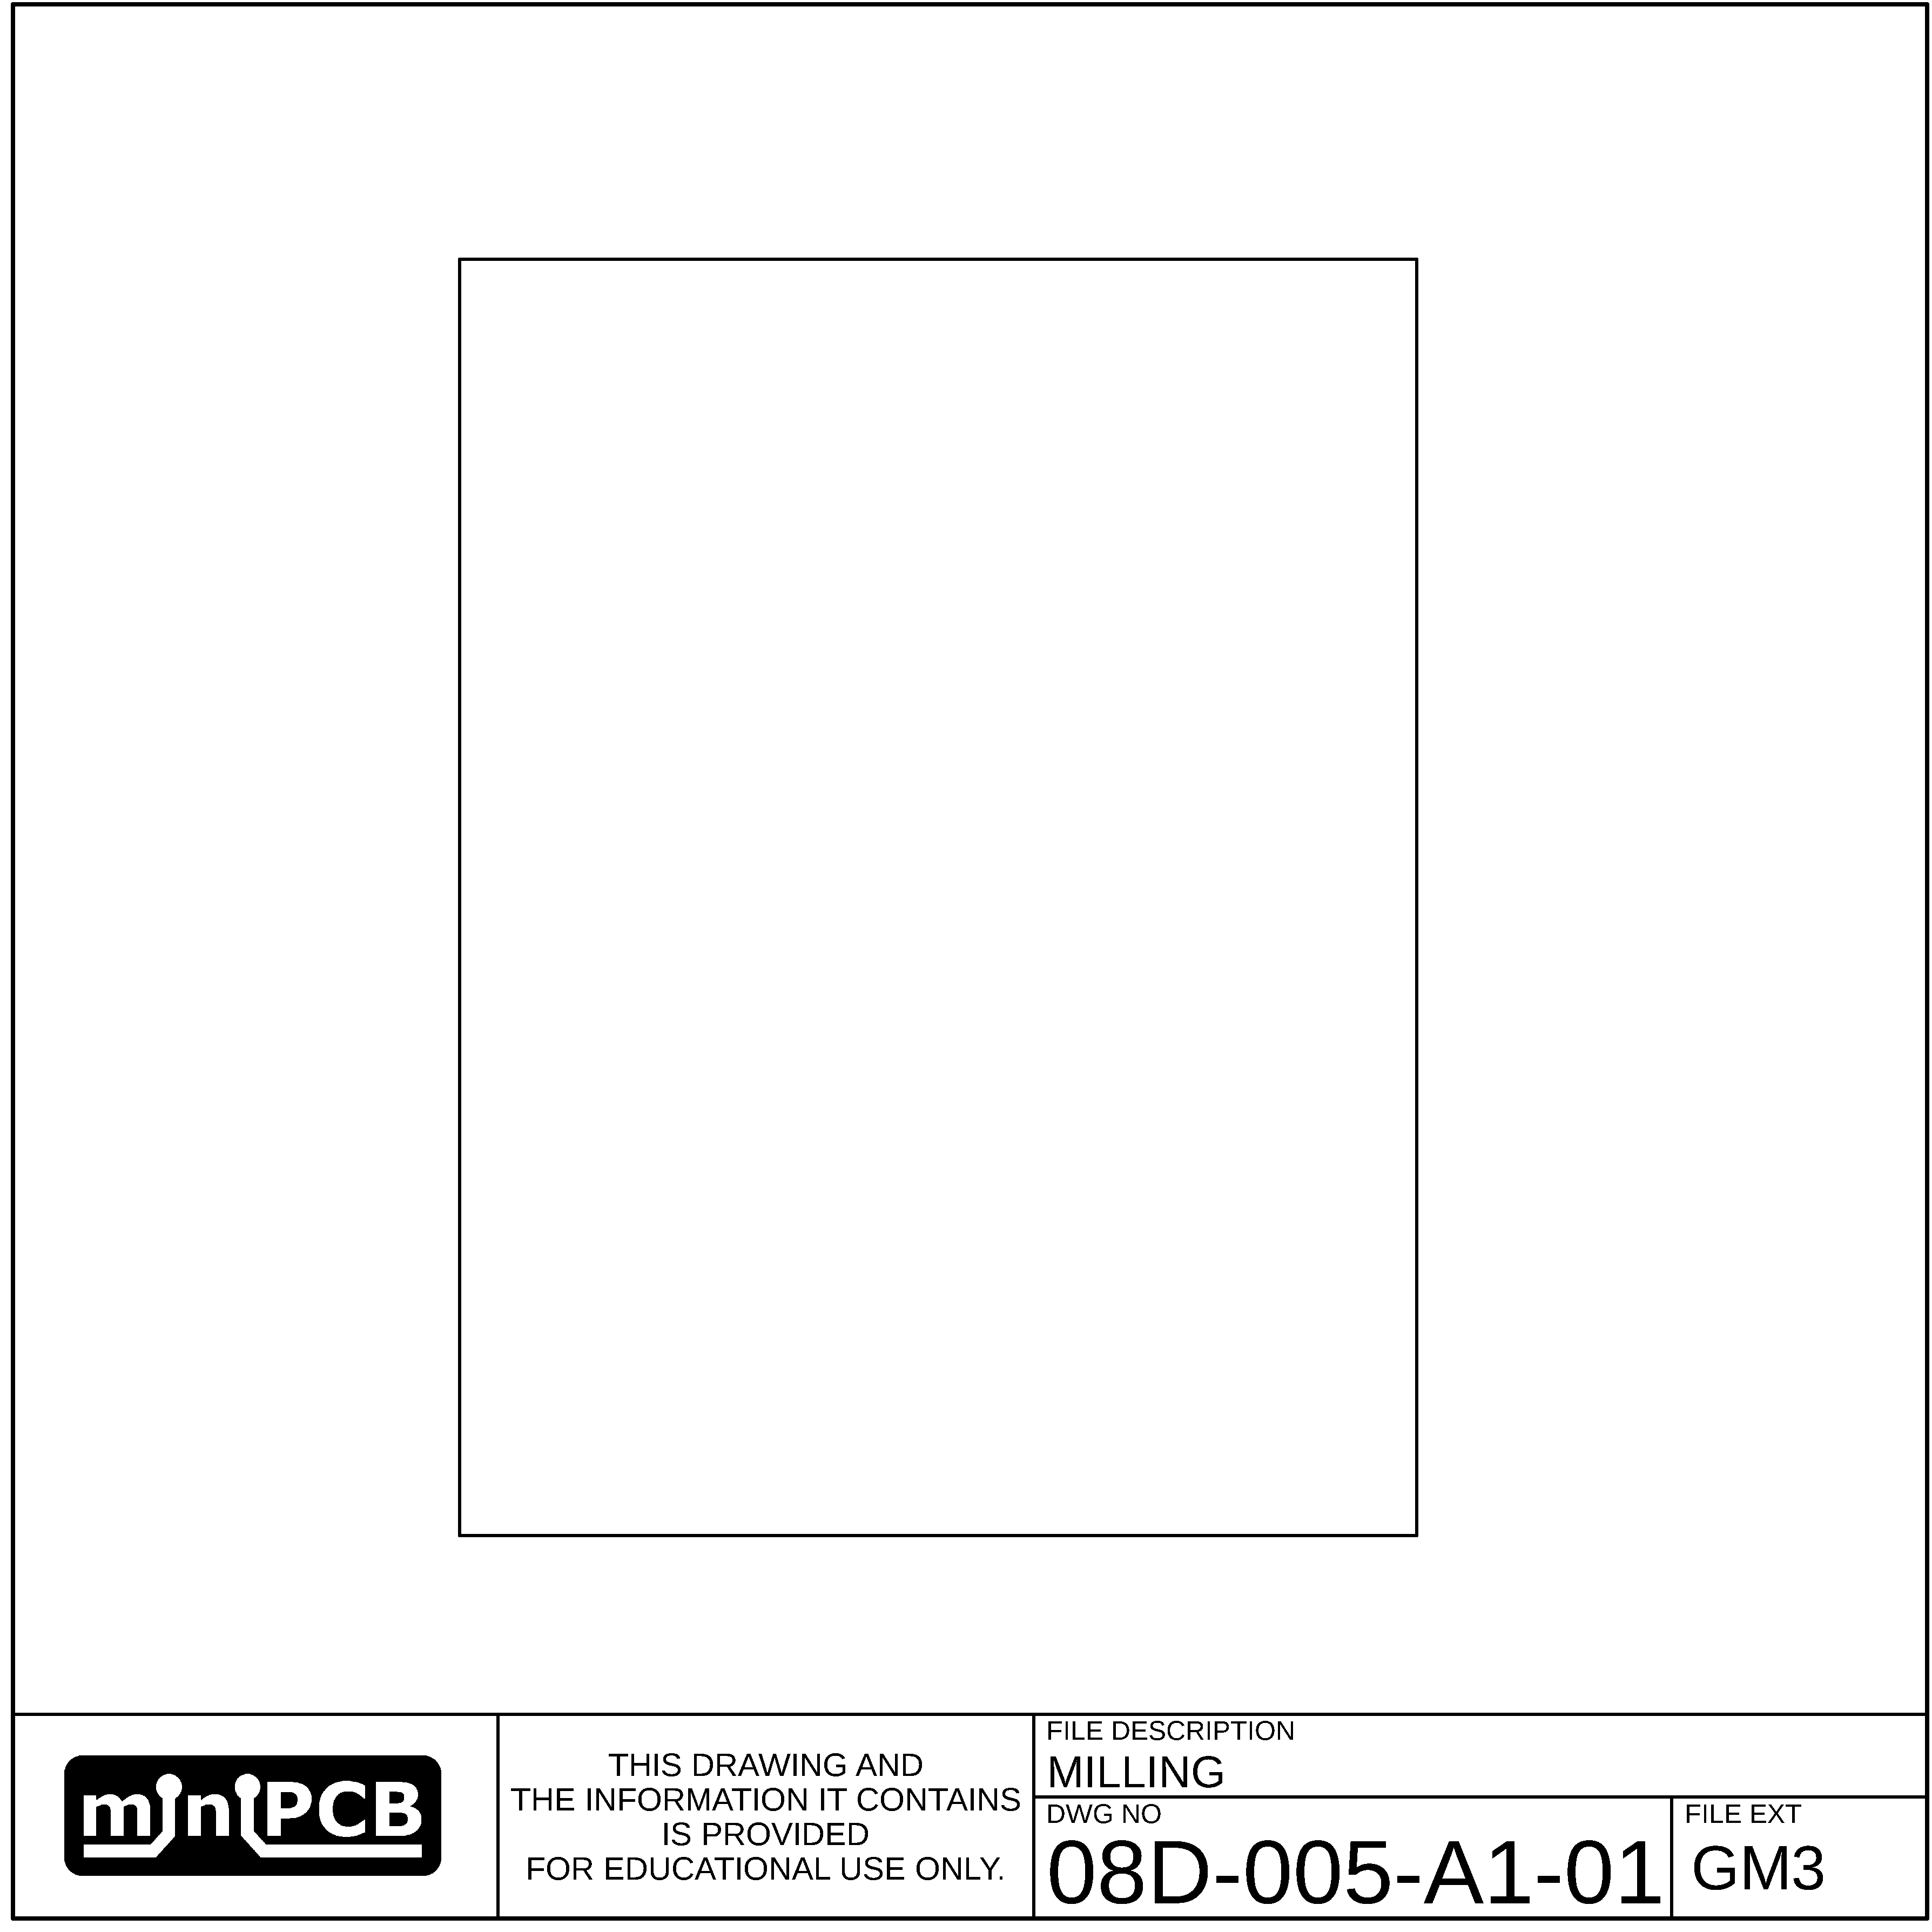 miniPCB
THIS DRAWING AND
THE INFORMATION IT CONTAINS
IS PROVIDED
FOR EDUCATIONAL USE ONLY.
FILE DESCRIPTION
MILLING
DWG NO
08D-005-A1-01
FILE EXT
GM3